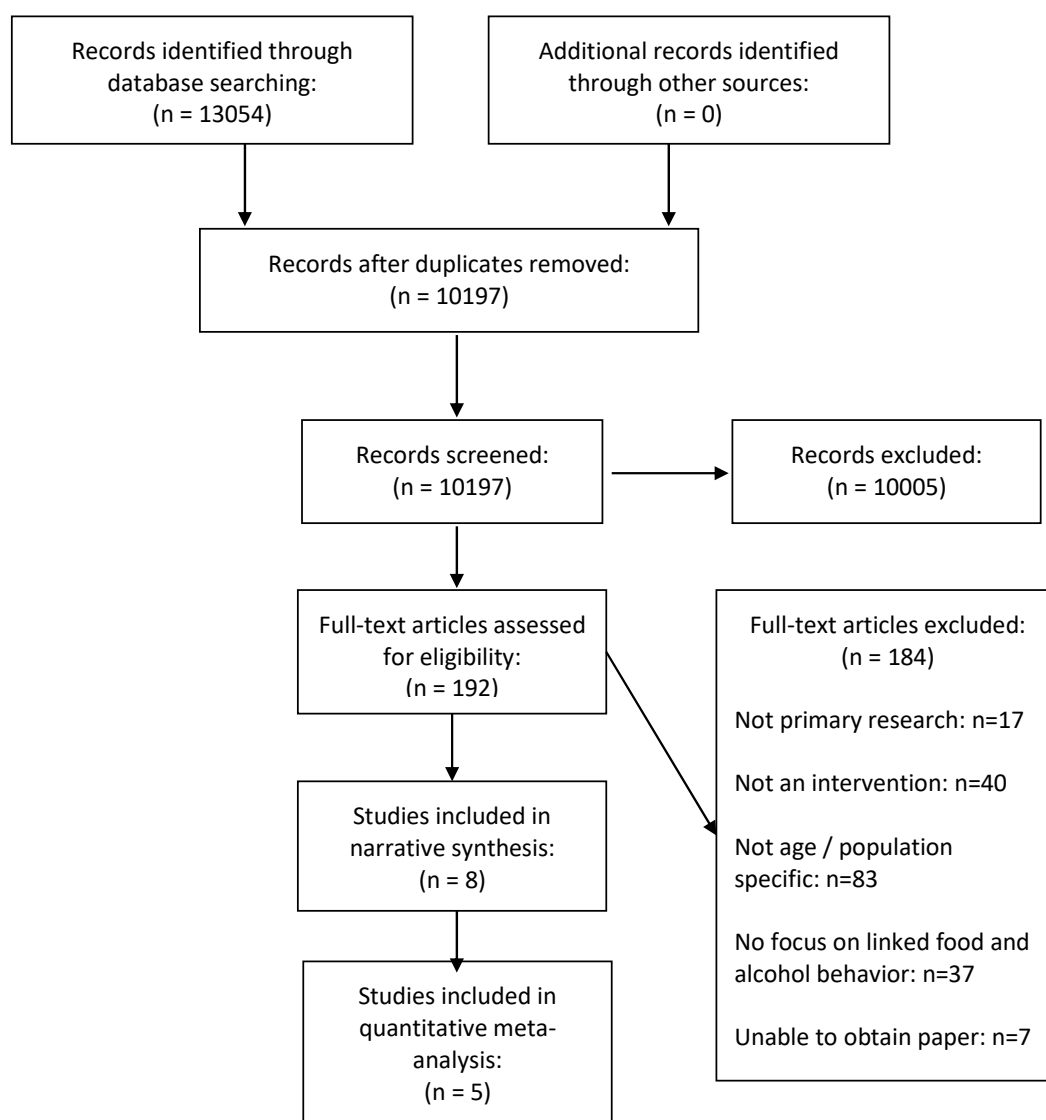 Records identified through
database searching:
(n = 13054)
Additional records identified
through other sources:
(n = 0)
Records after duplicates removed:
(n = 10197)
Records screened:
(n = 10197)
Records excluded:
(n = 10005)
Full-text articles assessed
for eligibility:
(n = 192)
Full-text articles excluded:
(n = 184)
Not primary research: n=17
Not an intervention: n=40
Not age / population
specific: n=83
No focus on linked food and
alcohol behavior: n=37
Unable to obtain paper: n=7
Studies included in
narrative synthesis:
(n = 8)
Studies included in
quantitative meta-
analysis:
(n = 5)